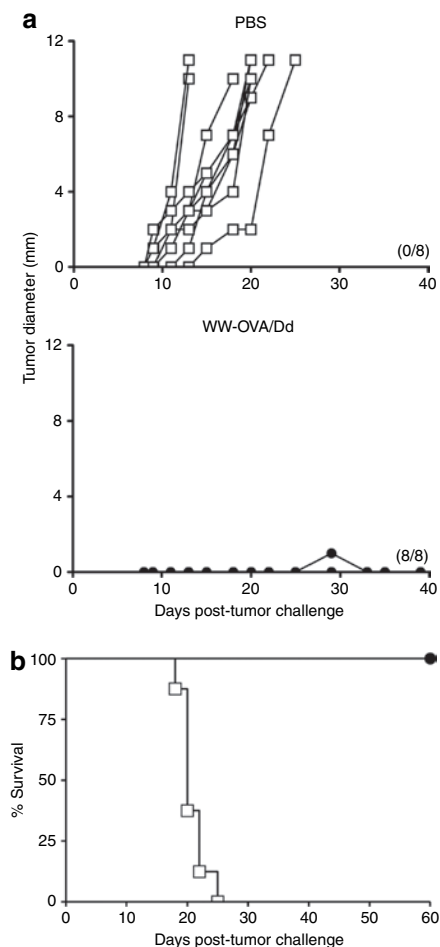 a
PBS
12
8
4
0
(0/8)
0 10 20 30 40
Tumor diameter (mm)
WW-OVA/Dd
12
8
4
0
(8/8)
0 10 20 30 40
Days post-tumor challenge
b
100
75
50
25
0
% Survival
0 10 20 30 40 50 60
Days post-tumor challenge